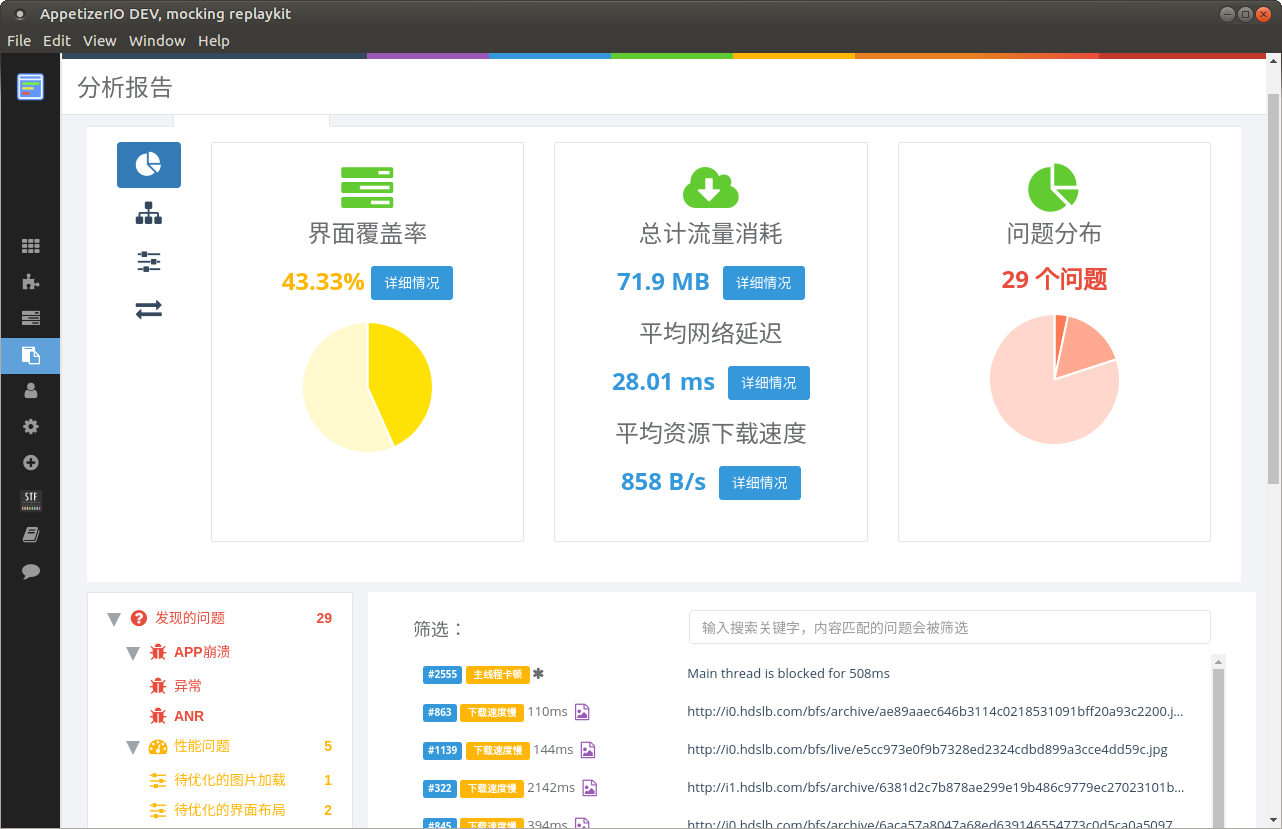 AppetizerIO DEV, mocking replaykit
File Edit View Window Help
分析报告
界面覆盖率
43.33% 详细情况
总计流量消耗
71.9 MB 详细情况
平均网络延迟
28.01 ms 详细情况
平均资源下载速度
858 B/s 详细情况
问题分布
29 个问题
STF
发现的问题 29
APP崩溃
异常
ANR
性能问题 5
待优化的图片加载 1
待优化的界面布局 2
筛选：
输入搜索关键字，内容匹配的问题会被筛选
#2555 主线程卡顿 ✱ Main thread is blocked for 508ms
#863 下载速度慢 110ms http://i0.hdslb.com/bfs/archive/ae89aaec646b3114c0218531091bff20a93c2200.j...
#1139 下载速度慢 144ms http://i0.hdslb.com/bfs/live/e5cc973e0f9b7328ed2324cdbd899a3cce4dd59c.jpg
#322 下载速度慢 2142ms http://i1.hdslb.com/bfs/archive/6381d2c7b878ae299e19b486c9779ec27023101b...
#845 下载速度慢 394ms http://i0.hdslb.com/bfs/archive/6aca57a8047a68ed639146554773c0d5ca0a5097